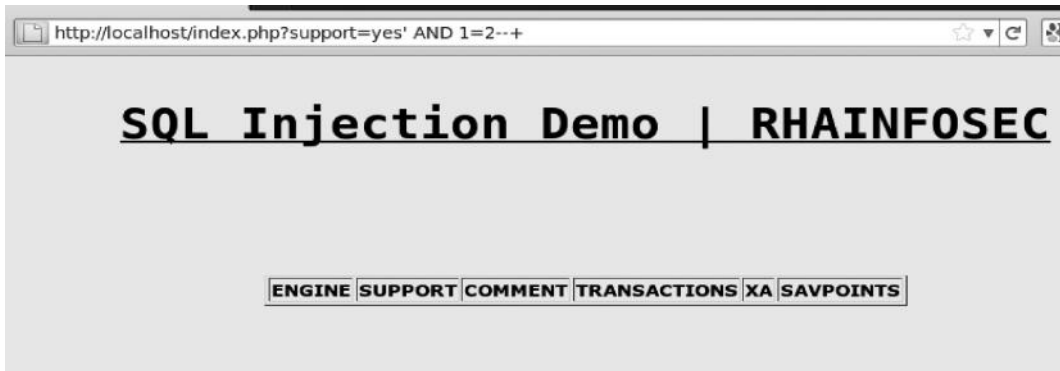 http://localhost/index.php?support=yes' AND 1=2--+
SQL Injection Demo | RHAINFOSEC
ENGINE SUPPORT COMMENT TRANSACTIONS XA SAVPOINTS